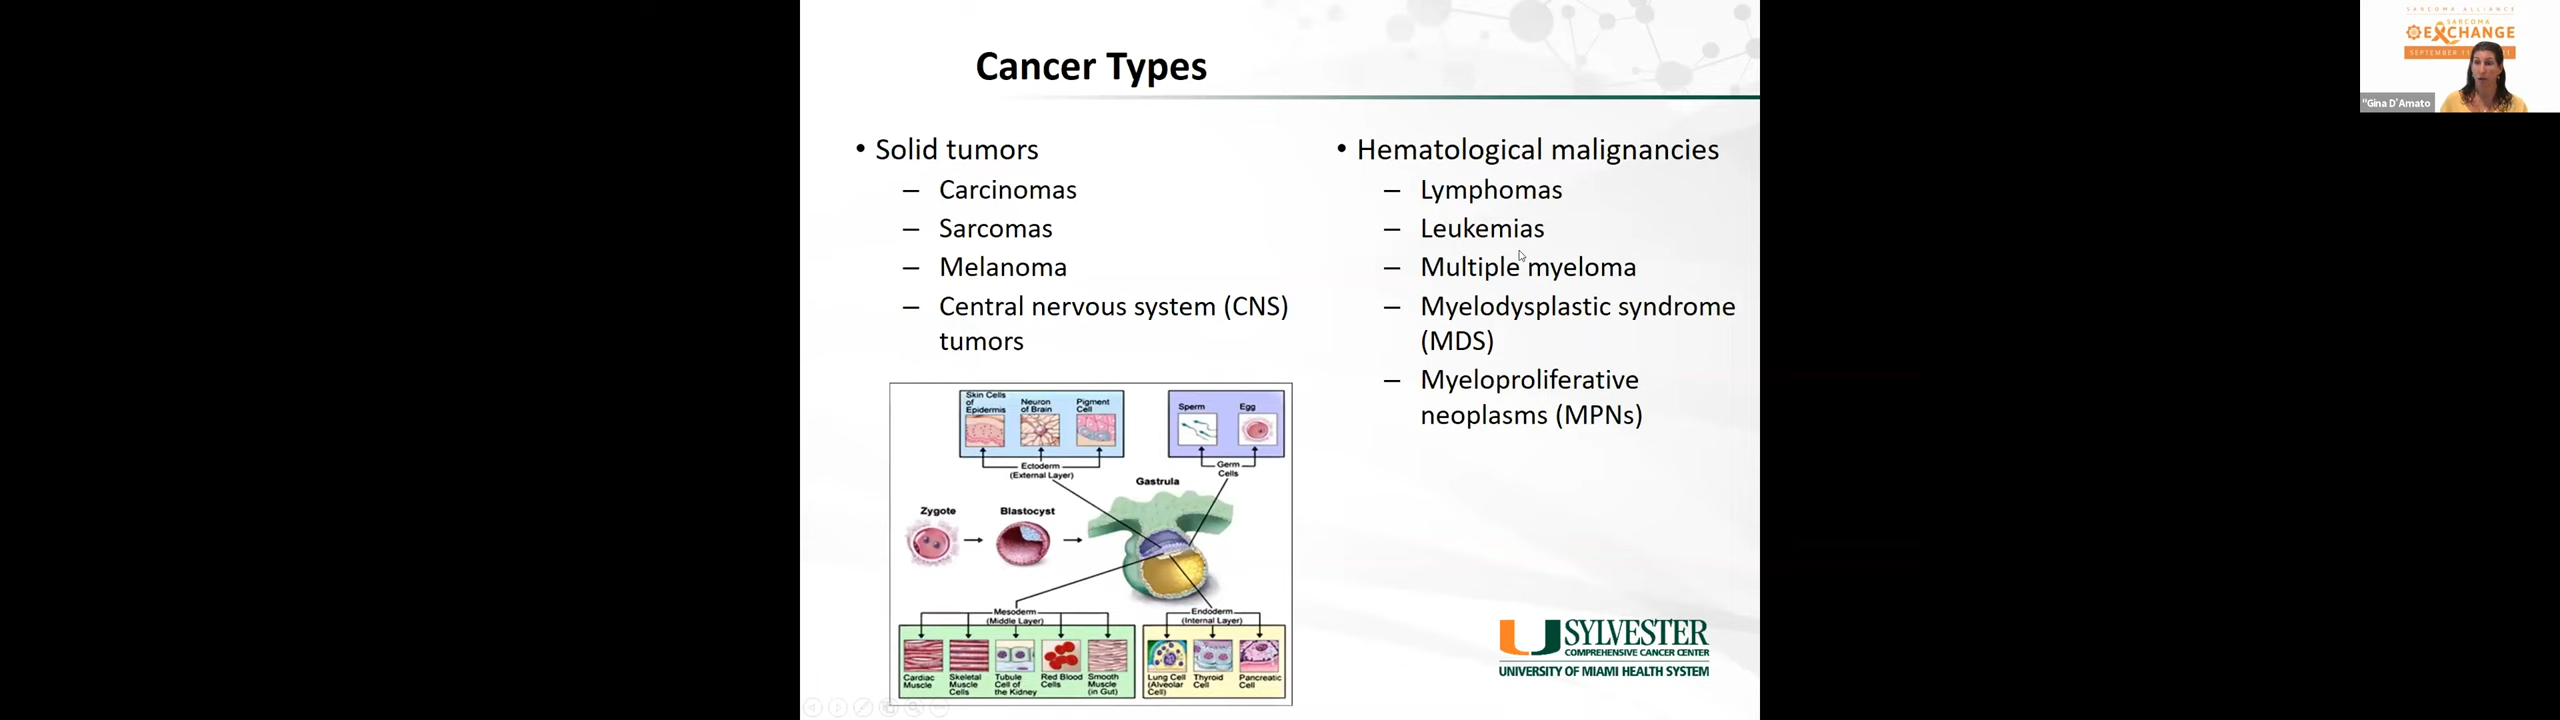 Cancer Types
• Solid tumors
– Carcinomas
– Sarcomas
– Melanoma
– Central nervous system (CNS)
tumors
• Hematological malignancies
– Lymphomas
– Leukemias
– Multiple myeloma
– Myelodysplastic syndrome
(MDS)
– Myeloproliferative
neoplasms (MPNs)
Skin Cells
of
Epidermis
Neuron
of Brain
Pigment
Cell
Sperm
Egg
Ectoderm
(External Layer)
Germ
Cells
Gastrula
Zygote
Blastocyst
Mesoderm
(Middle Layer)
Endoderm
(Internal Layer)
Cardiac
Muscle
Skeletal
Muscle
Cells
Tubule
Cell of
the Kidney
Red Blood
Cells
Smooth
Muscle
(in Gut)
Lung Cell
(Alveolar
Cell)
Thyroid
Cell
Pancreatic
Cell
SYLVESTER
COMPREHENSIVE CANCER CENTER
UNIVERSITY OF MIAMI HEALTH SYSTEM
SARCOMA ALLIANCE
SARCOMA
EXCHANGE
SEPTEMBER
"Gina D'Amato